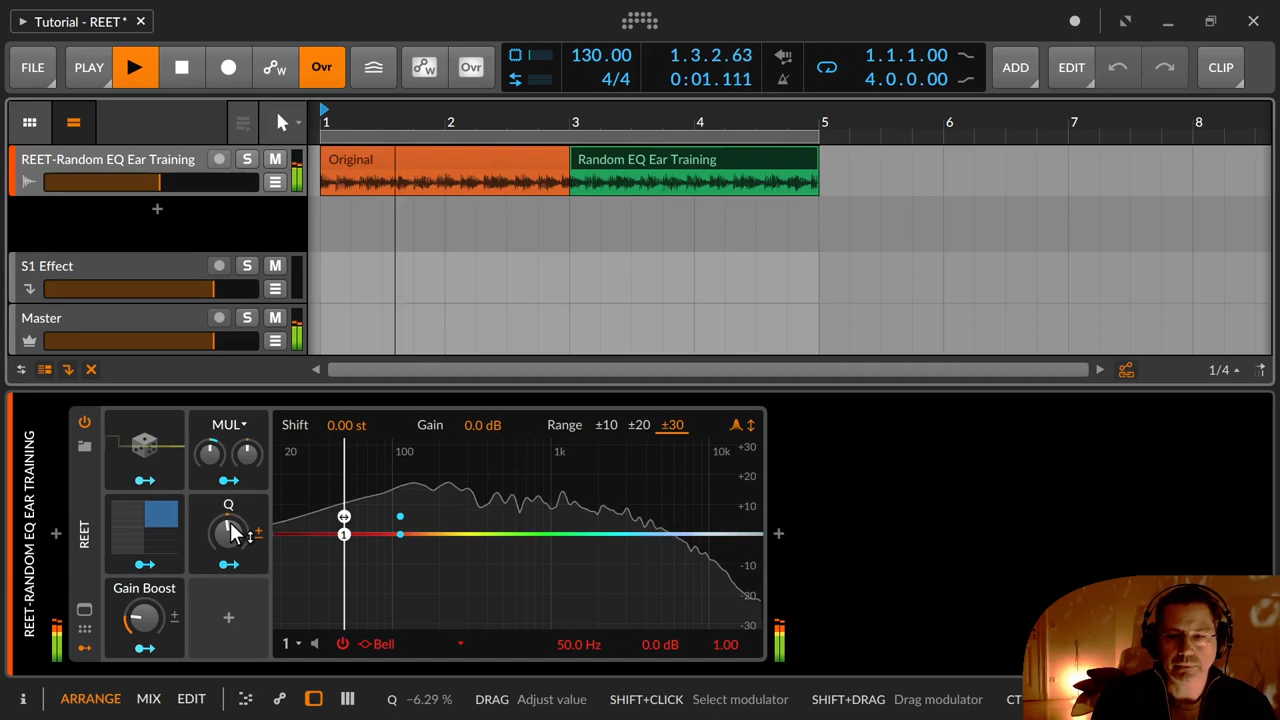 Tutorial - REET*
FILE
PLAY
Ovr
Ovr
130.00
4/4
1.3.2.63
0:01.111
1.1.1.00
4.0.0.00
ADD
EDIT
CLIP
1 2 3 4 5 6 7 8
REET-Random EQ Ear Training
S
M
Original
Random EQ Ear Training
S1 Effect
S
M
Master
S
M
1/4
REET-RANDOM EQ EAR TRAINING
REET
MUL
Q
Gain Boost
Shift 0.00 st Gain 0.0 dB Range ±10 ±20 ±30
20 100 1k 10k
+30
+20
+10
-10
-20
-30
1
1 Bell 50.0 Hz 0.0 dB 1.00
ARRANGE MIX EDIT
Q -6.29 % DRAG Adjust value SHIFT+CLICK Select modulator SHIFT+DRAG Drag modulator CT